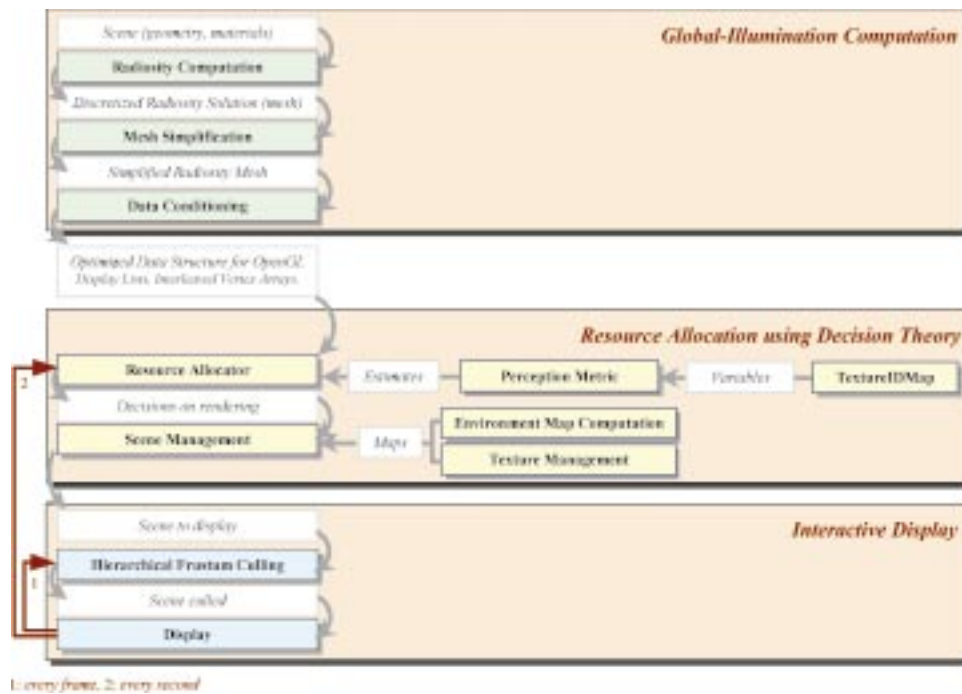 Scene (geometry, materials)
Global-Illumination Computation
Radiosity Computation
Discretized Radiosity Solution (mesh)
Mesh Simplification
Simplified Radiosity Mesh
Data Conditioning
Optimized Data Structure for OpenGL
Display Lists, Interleaved Vertex Arrays.
Resource Allocation using Decision Theory
2
Resource Allocator
Estimates
Perception Metric
Variables
TextureIDMap
Decisions on rendering
Environment Map Computation
Scene Management
Maps
Texture Management
Scene to display
Interactive Display
Hierarchical Frustum Culling
1
Scene culled
Display
1: every frame, 2: every second